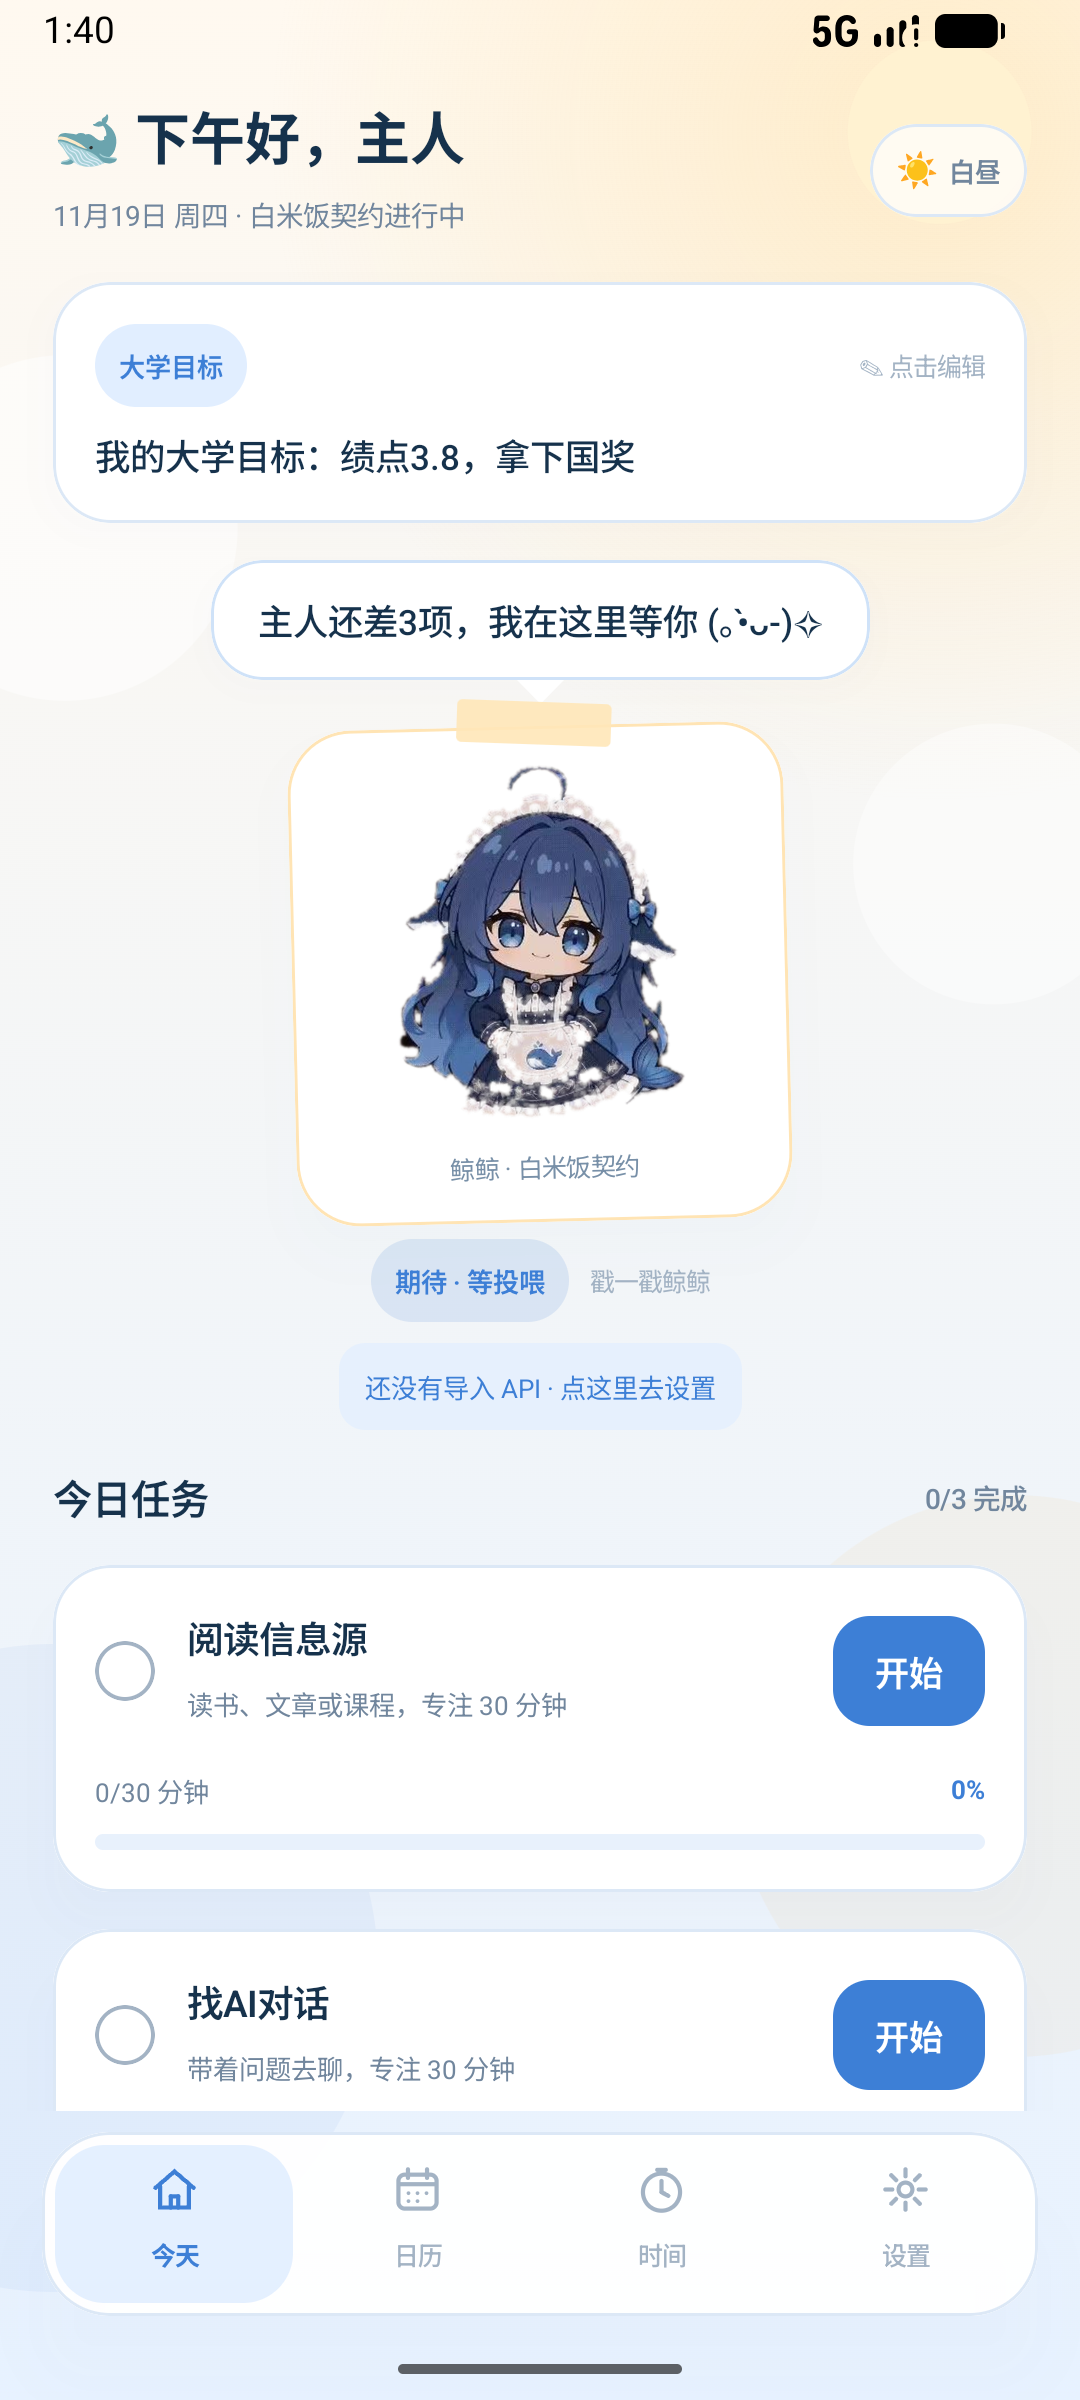 1:40
5G
下午好，主人
白昼
11月19日 周四 · 白米饭契约进行中
大学目标
点击编辑
我的大学目标：绩点3.8，拿下国奖
主人还差3项，我在这里等你 (｡•̀ᴗ-)✧
鲸鲸 · 白米饭契约
期待 · 等投喂
戳一戳鲸鲸
还没有导入 API · 点这里去设置
今日任务
0/3 完成
阅读信息源
读书、文章或课程，专注 30 分钟
开始
0/30 分钟
0%
找AI对话
带着问题去聊，专注 30 分钟
开始
今天
日历
时间
设置